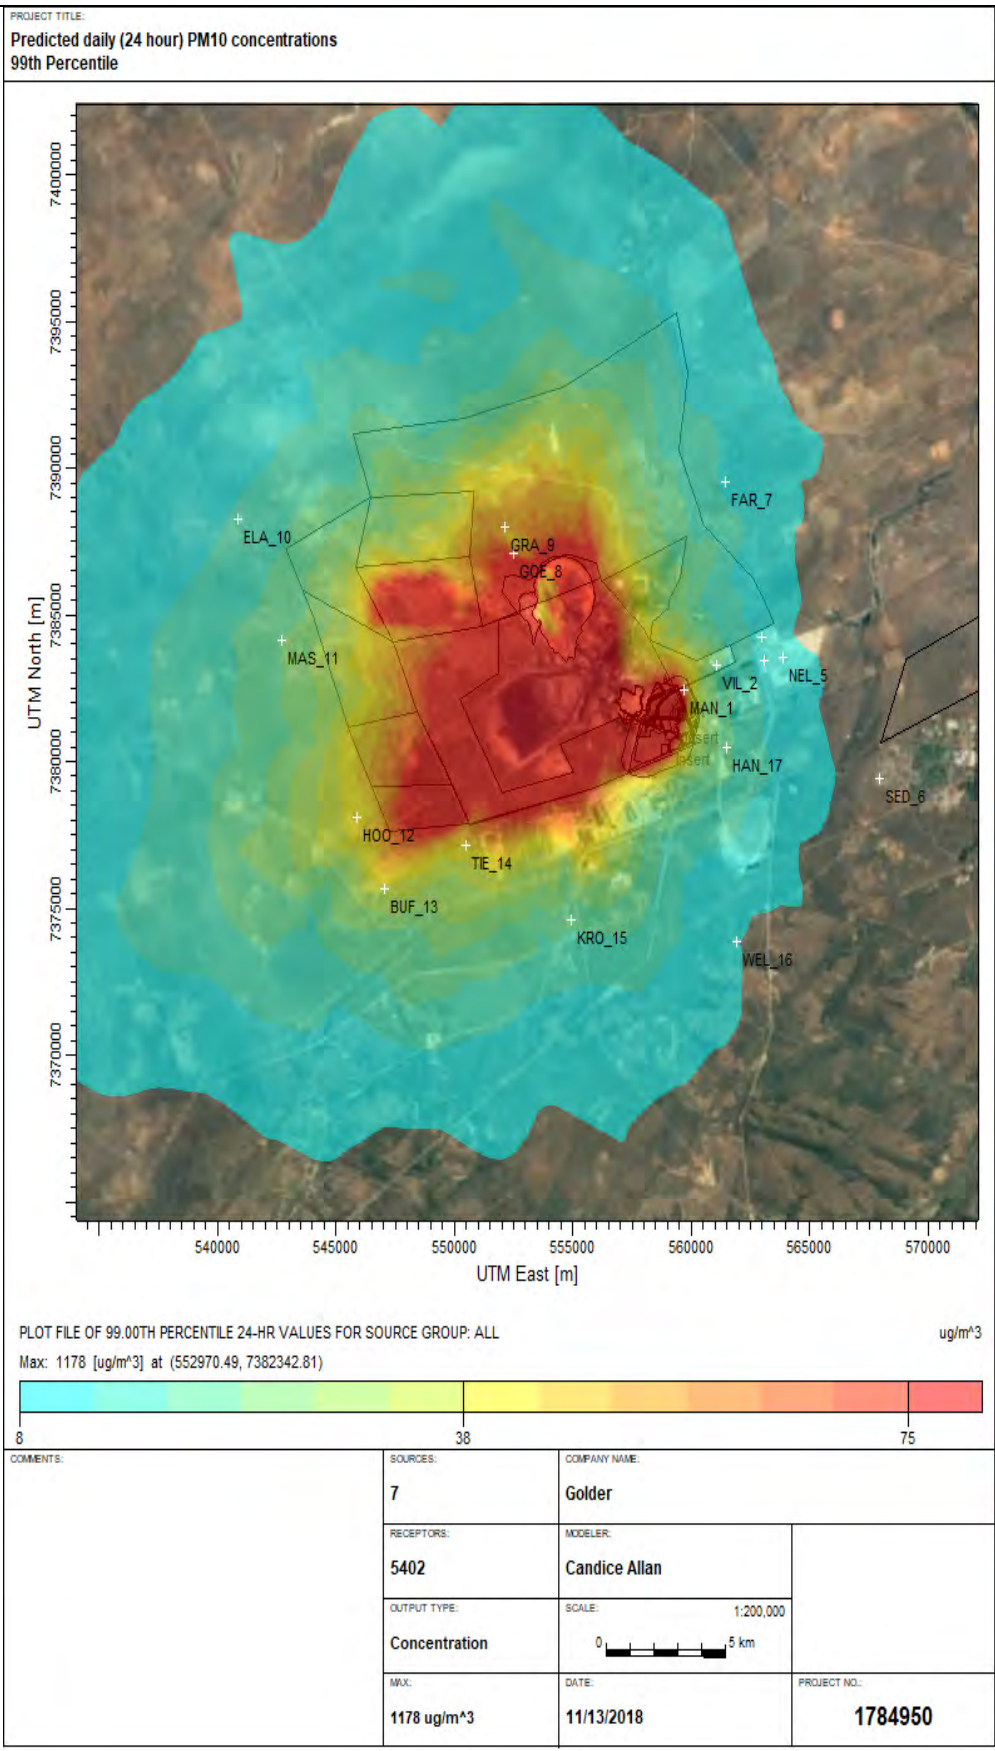 PROJECT TITLE:
Predicted daily (24 hour) PM10 concentrations
99th Percentile
UTM North [m]
7400000
7395000
7390000
7385000
7380000
7375000
7370000
FAR_7
ELA_10
GRA_9
GOE_8
MAS_11
NEL_5
VIL_2
MAN_1
Insert
Insert
HAN_17
SED_6
HOO_12
TIE_14
BUF_13
KRO_15
WEL_16
540000 545000 550000 555000 560000 565000 570000
UTM East [m]
PLOT FILE OF 99.00TH PERCENTILE 24-HR VALUES FOR SOURCE GROUP: ALL ug/m^3
Max: 1178 [ug/m^3] at (552970.49, 7382342.81)
8 38 75
COMMENTS:
SOURCES:
7
COMPANY NAME:
Golder
RECEPTORS:
5402
MODELER:
Candice Allan
OUTPUT TYPE:
Concentration
SCALE: 1:200,000
0 5 km
MAX:
1178 ug/m^3
DATE:
11/13/2018
PROJECT NO.:
1784950